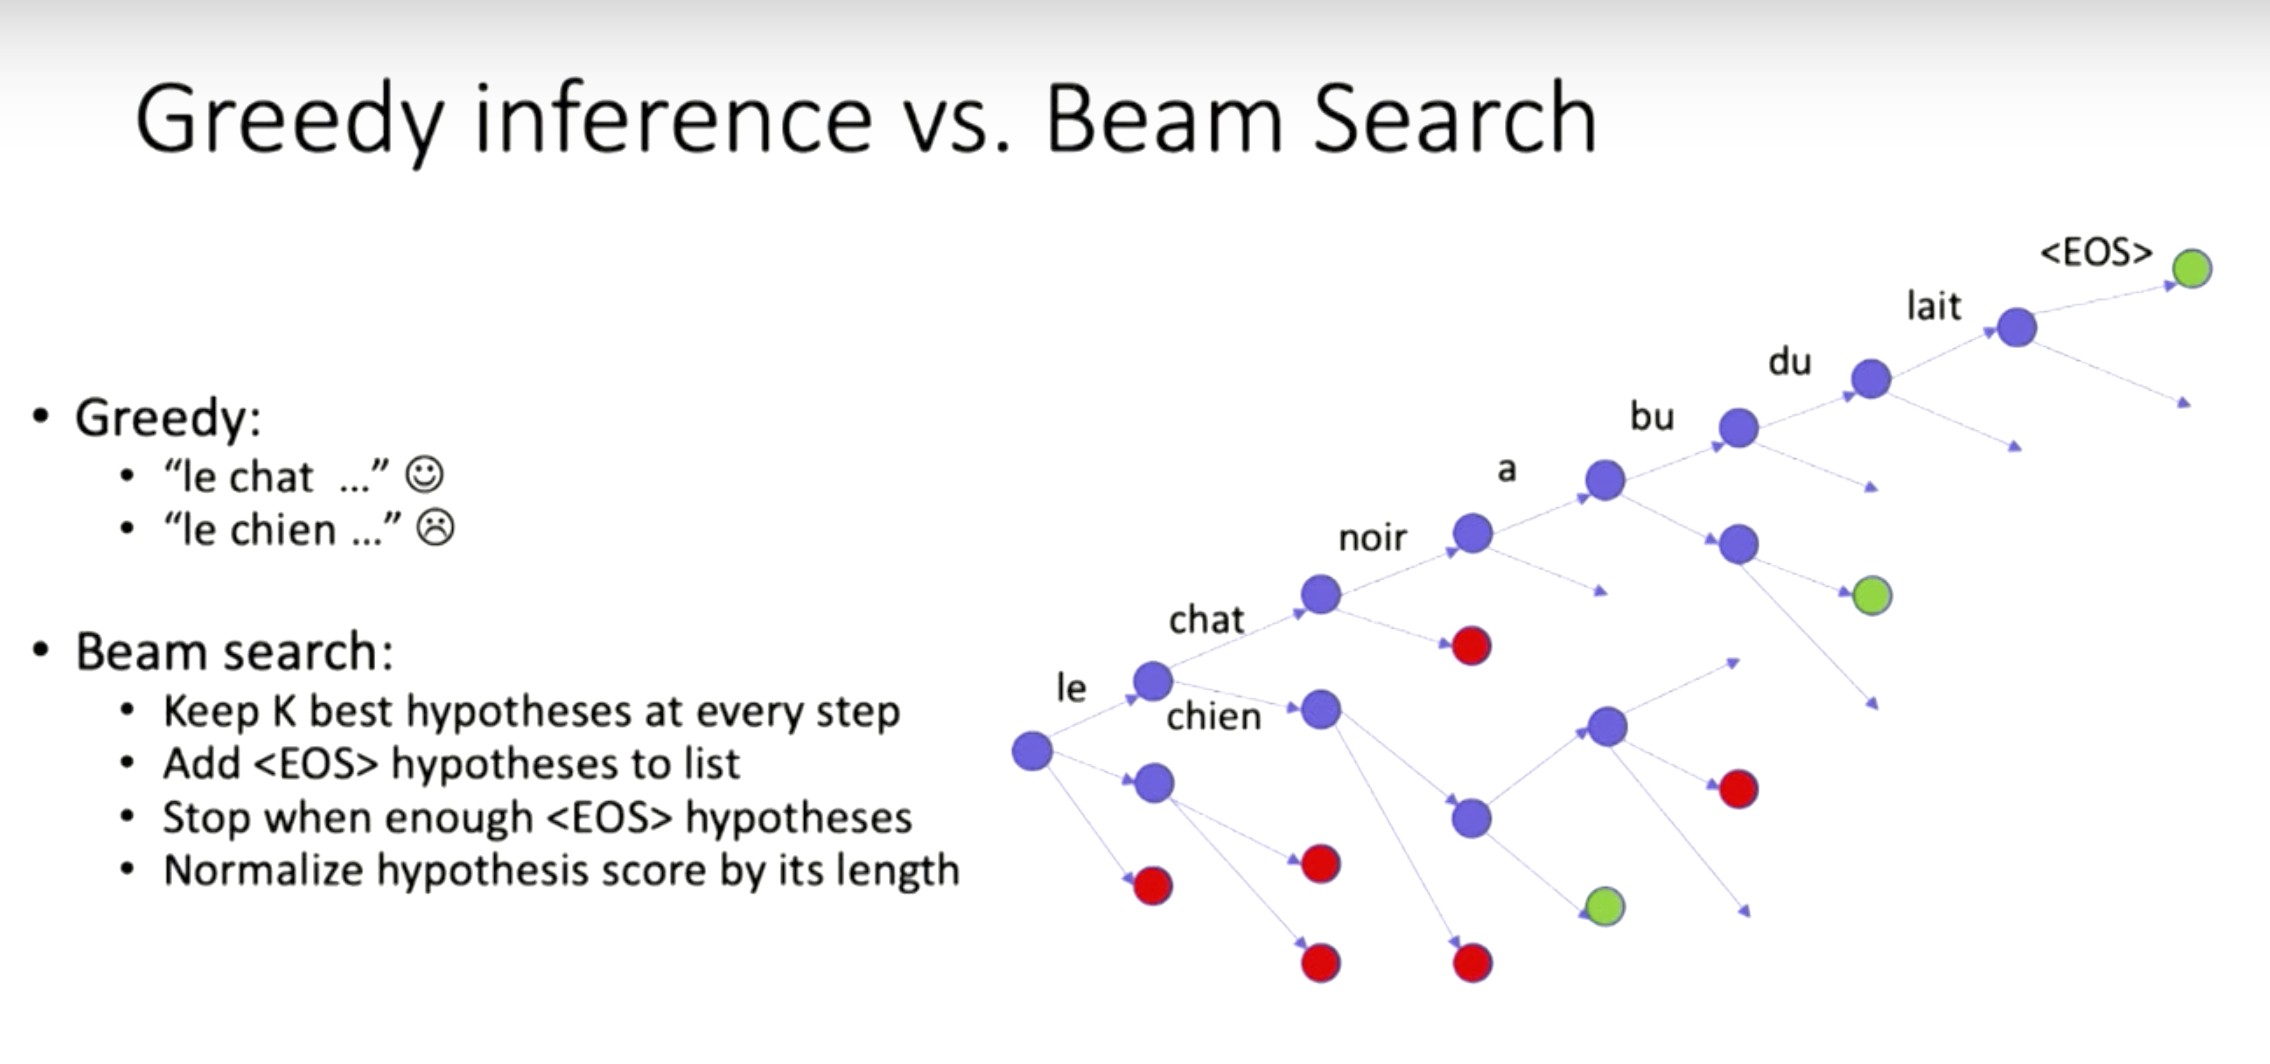 Greedy inference vs. Beam Search
• Greedy:
• “le chat ...” ☺
• “le chien ...” ☹
• Beam search:
• Keep K best hypotheses at every step
• Add <EOS> hypotheses to list
• Stop when enough <EOS> hypotheses
• Normalize hypothesis score by its length
le
chat
chien
noir
a
bu
du
lait
<EOS>